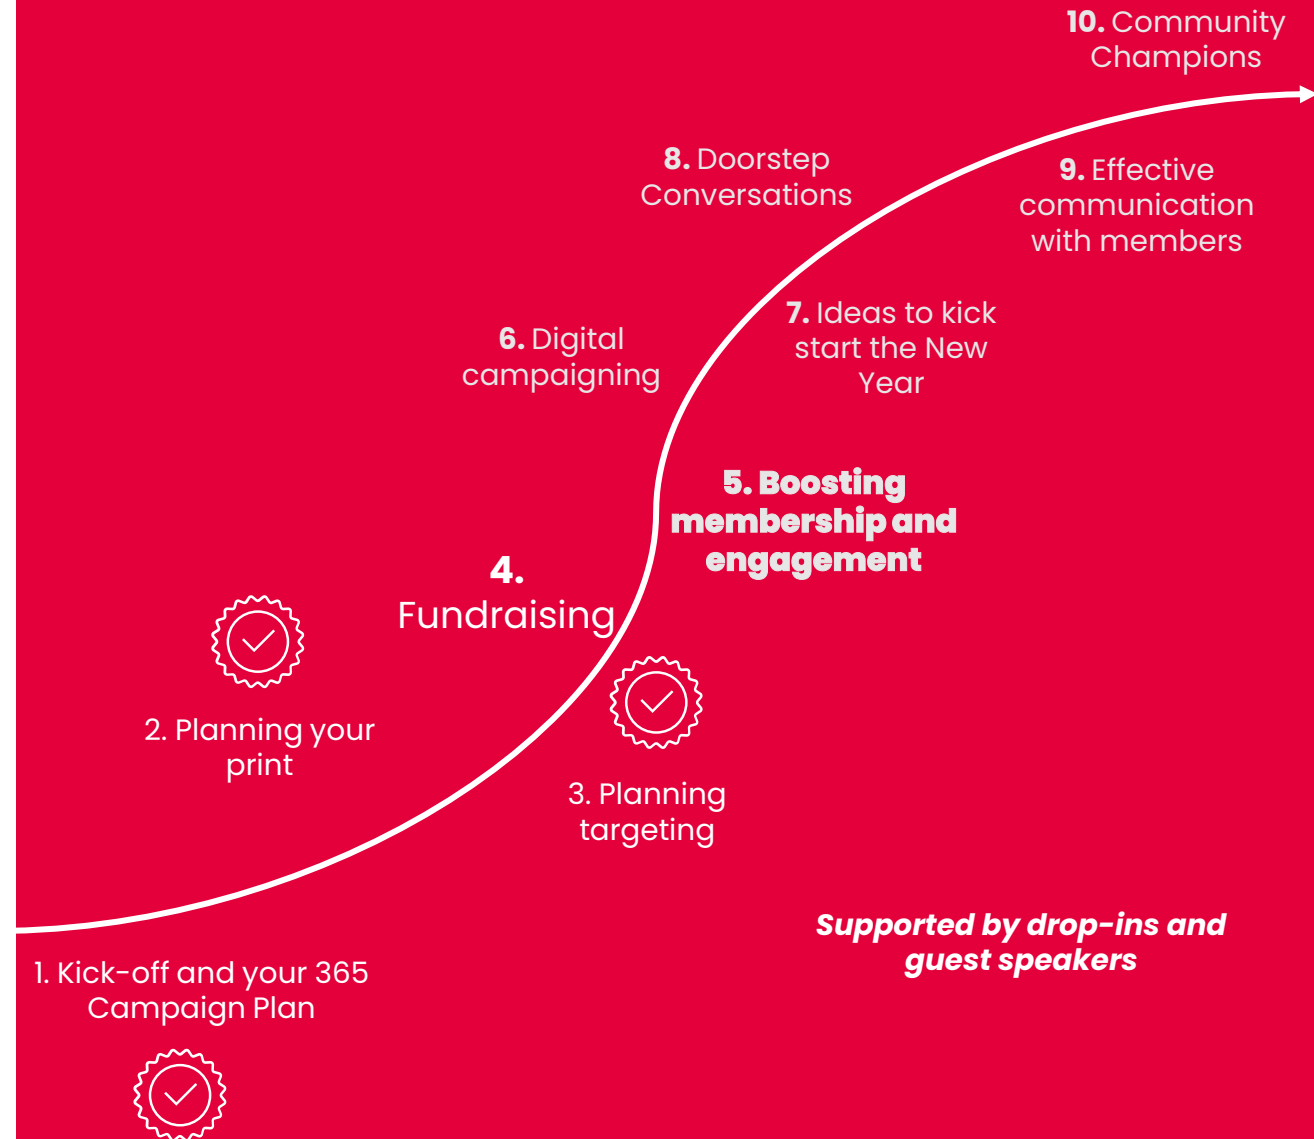 10. Community
Champions
8. Doorstep
Conversations
9. Effective
communication
with members
7. Ideas to kick
start the New
Year
6. Digital
campaigning
5. Boosting
membership and
engagement
4.
Fundraising
2. Planning your
print
3. Planning
targeting
Supported by drop-ins and
guest speakers
1. Kick-off and your 365
Campaign Plan